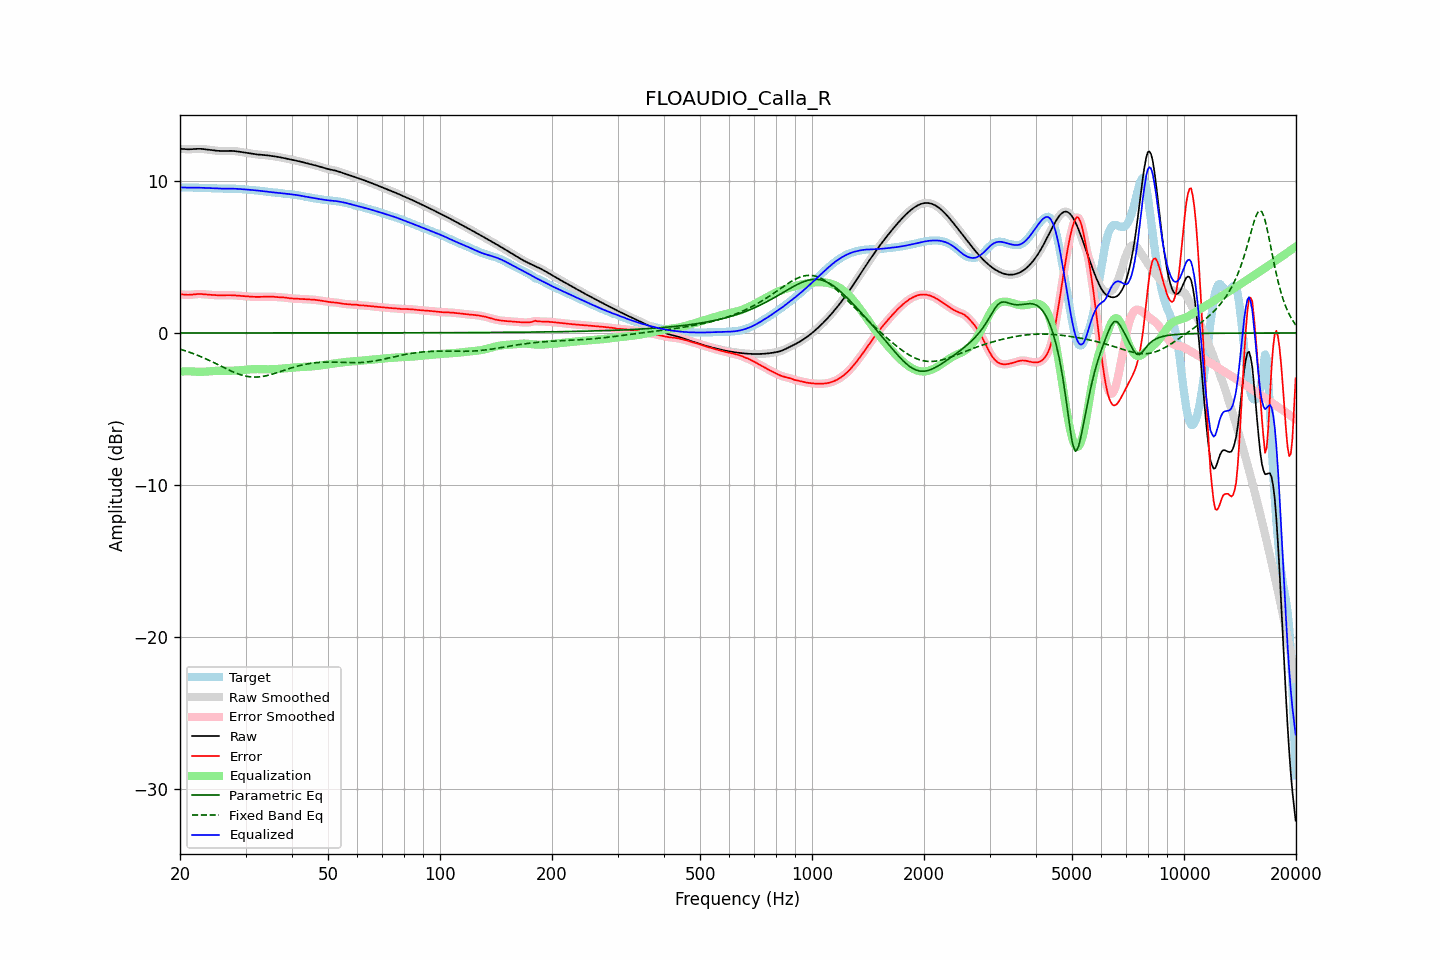 FLOAUDIO_Calla_R
Amplitude (dBr)
10
0
−10
−20
−30
Target
Raw Smoothed
Error Smoothed
Raw
Error
Equalization
Parametric Eq
Fixed Band Eq
Equalized
20 50 100 200 500 1000 2000 5000 10000 20000
Frequency (Hz)